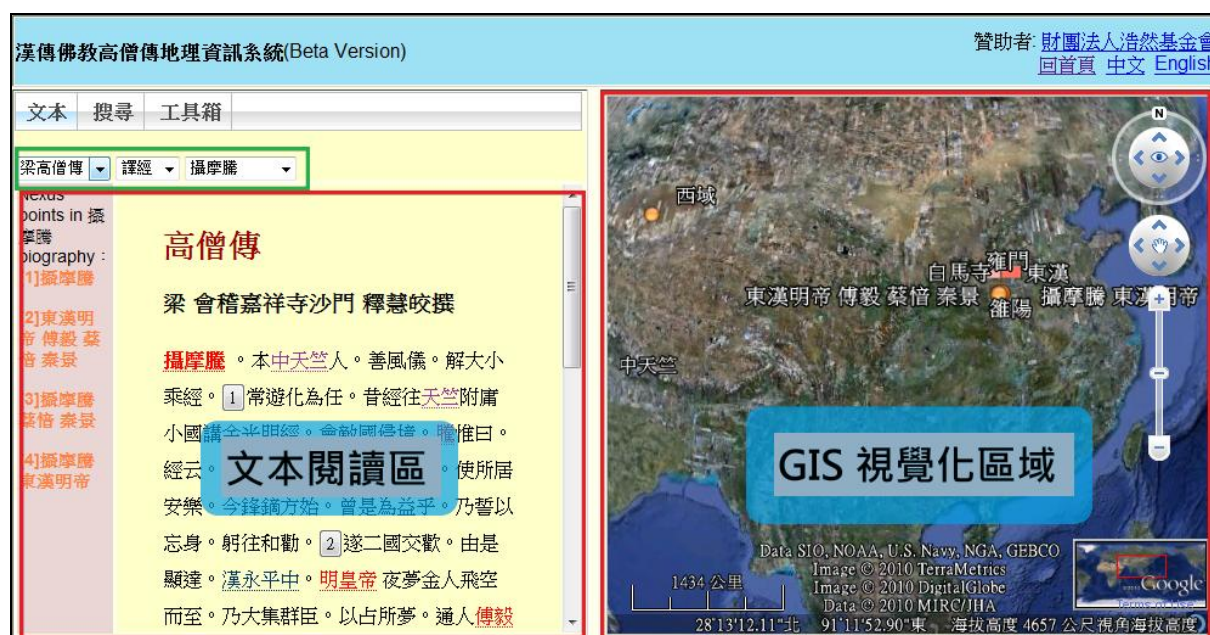 漢傳佛教高僧傳地理資訊系統(Beta Version)
贊助者: 財團法人浩然基金會
回首頁 中文 English
文本 搜尋 工具箱
梁高僧傳 譯經 攝摩騰
Nexus
points in 攝
摩騰
biography :
[1]攝摩騰
[2]東漢明
帝 傅毅 蔡
愔 秦景
[3]攝摩騰
蔡愔 秦景
[4]攝摩騰
東漢明帝
高僧傳
梁 會稽嘉祥寺沙門 釋慧皎撰
攝摩騰 。本中天竺人。善風儀。解大小
乘經。 1 常遊化為任。昔經往天竺附庸
小國講金光明經。會敵國侵境。騰惟曰。
經云。 使所居
安樂。今鋒鏑方始。曾是為益乎。乃誓以
忘身。躬往和勸。 2 遂二國交歡。由是
顯達。漢永平中。明皇帝 夜夢金人飛空
而至。乃大集群臣。以占所夢。通人傅毅
文本閱讀區
N
西域
雍門
白馬寺 東漢
東漢明帝 傅毅 蔡愔 秦景 攝摩騰 東漢明帝
雒陽
中天竺
GIS 視覺化區域
Data SIO, NOAA, U.S. Navy, NGA, GEBCO
Image © 2010 TerraMetrics
1434 公里
Image © 2010 DigitalGlobe
Data © 2010 MIRC/JHA
Google
Terms of Use
28°13'12.11"北 91°11'52.90"東 海拔高度 4657 公尺視角海拔高度